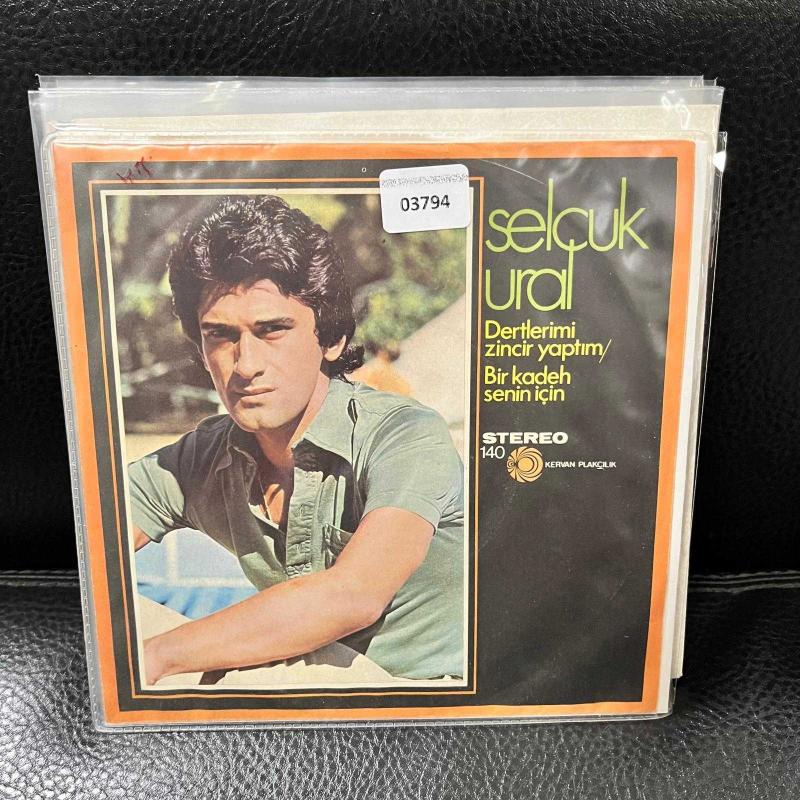 03794
selçuk
ural
Dertlerimi
zincir yaptım/
Bir kadeh
senin için
STEREO
140
KERVAN PLAKÇILIK